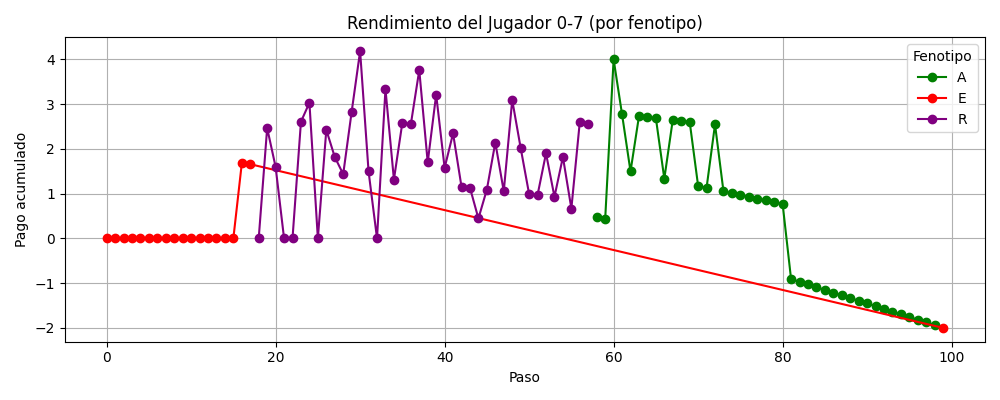 Rendimiento del Jugador 0-7 (por fenotipo)
Pago acumulado
4
3
2
1
0
−1
−2
0
20
40
60
80
100
Paso
Fenotipo
A
E
R